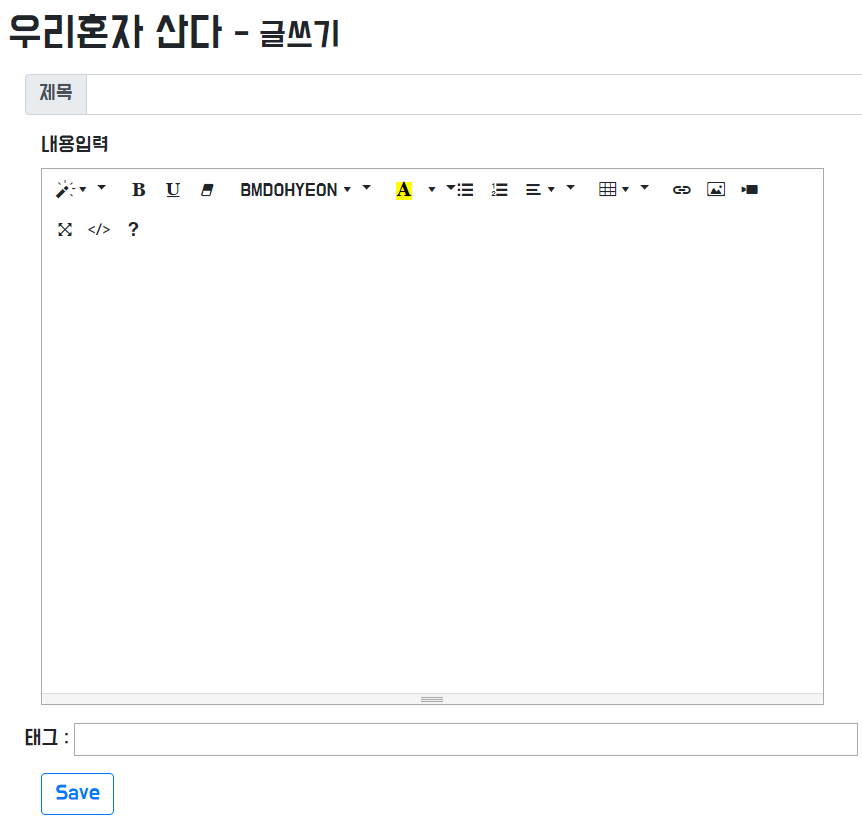 우리혼자 산다 - 글쓰기
제목
내용입력
B U BMDOHYEON A
</> ?
태그 :
Save